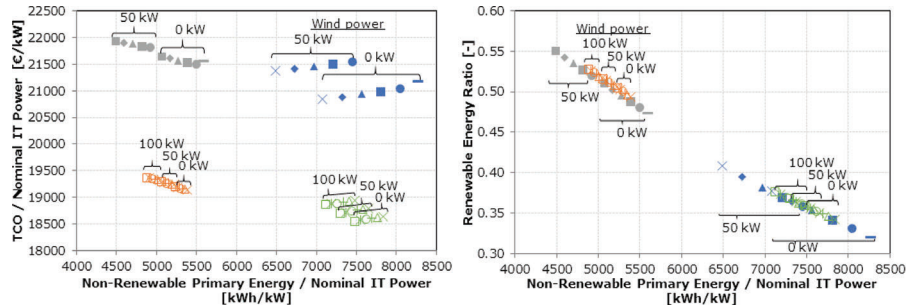 TCO / Nominal IT Power [€/kW]
22500
22000
21500
21000
20500
20000
19500
19000
18500
18000
4000 4500 5000 5500 6000 6500 7000 7500 8000 8500
Non-Renewable Primary Energy / Nominal IT Power
[kWh/kW]
Wind power
50 kW
0 kW
50 kW
0 kW
100 kW
50 kW
0 kW
100 kW
50 kW
0 kW
Renewable Energy Ratio [-]
0.60
0.55
0.50
0.45
0.40
0.35
0.30
4000 4500 5000 5500 6000 6500 7000 7500 8000 8500
Non-Renewable Primary Energy / Nominal IT Power
[kWh/kW]
Wind power
100 kW
50 kW
0 kW
50 kW
0 kW
100 kW
50 kW
0 kW
50 kW
0 kW